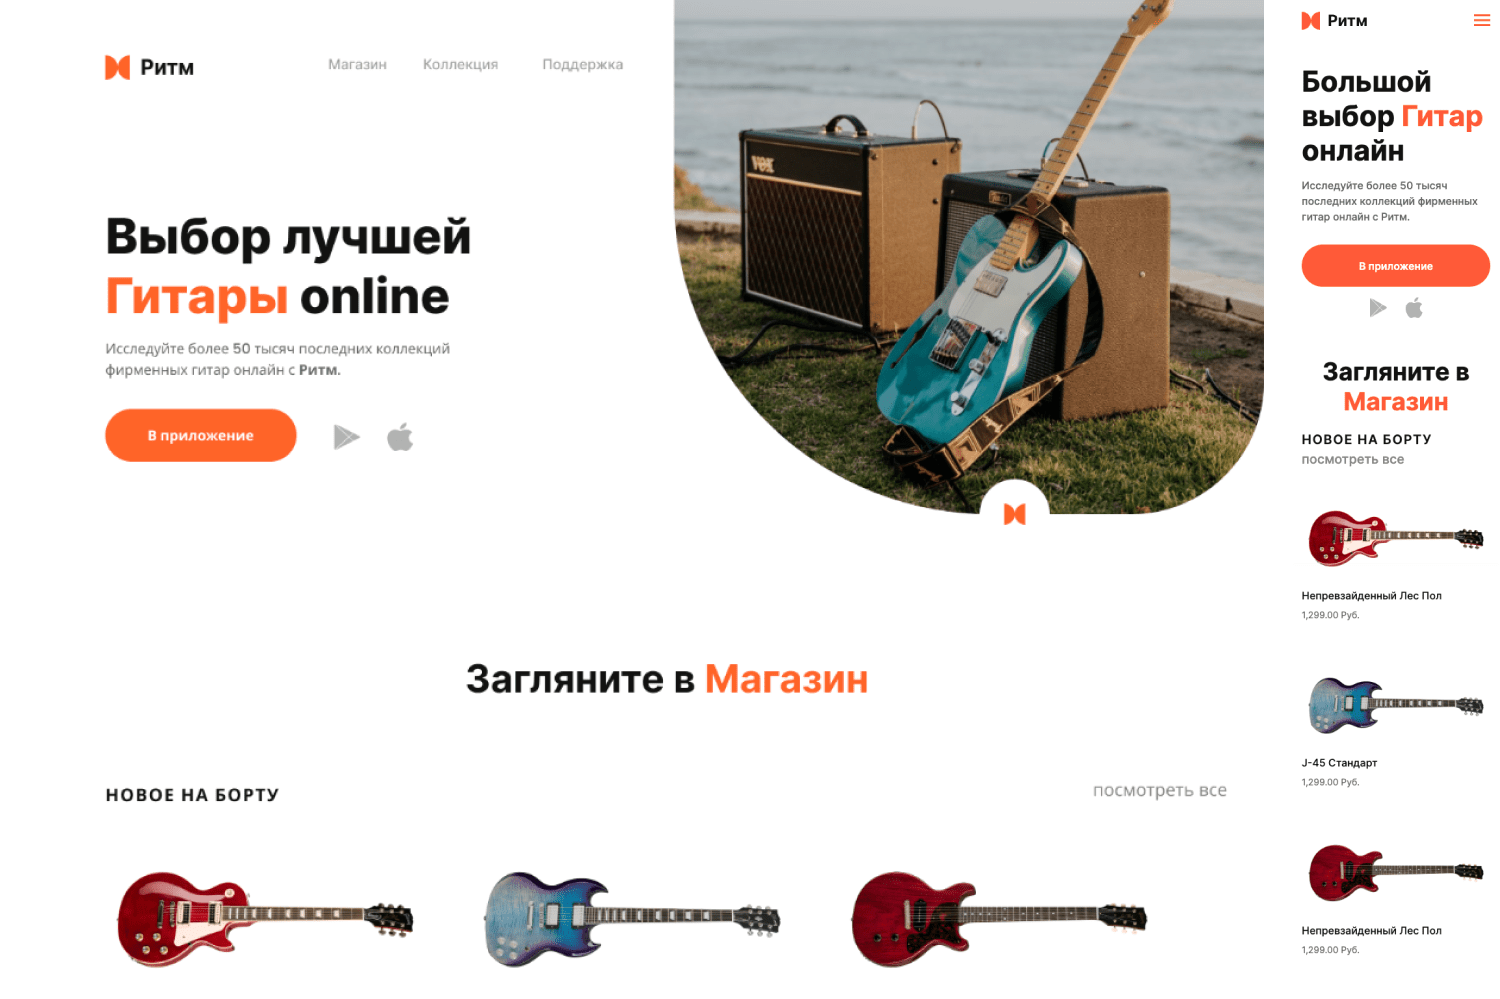 Ритм
Магазин Коллекция Поддержка
VOX
Выбор лучшей
Гитары online
Исследуйте более 50 тысяч последних коллекций
фирменных гитар онлайн с Ритм.
В приложение
Загляните в Магазин
НОВОЕ НА БОРТУ
посмотреть все
Ритм
Большой
выбор Гитар
онлайн
Исследуйте более 50 тысяч
последних коллекций фирменных
гитар онлайн с Ритм.
В приложение
Загляните в
Магазин
НОВОЕ НА БОРТУ
посмотреть все
Непревзайденный Лес Пол
1,299.00 Руб.
J-45 Стандарт
1,299.00 Руб.
Непревзайденный Лес Пол
1,299.00 Руб.